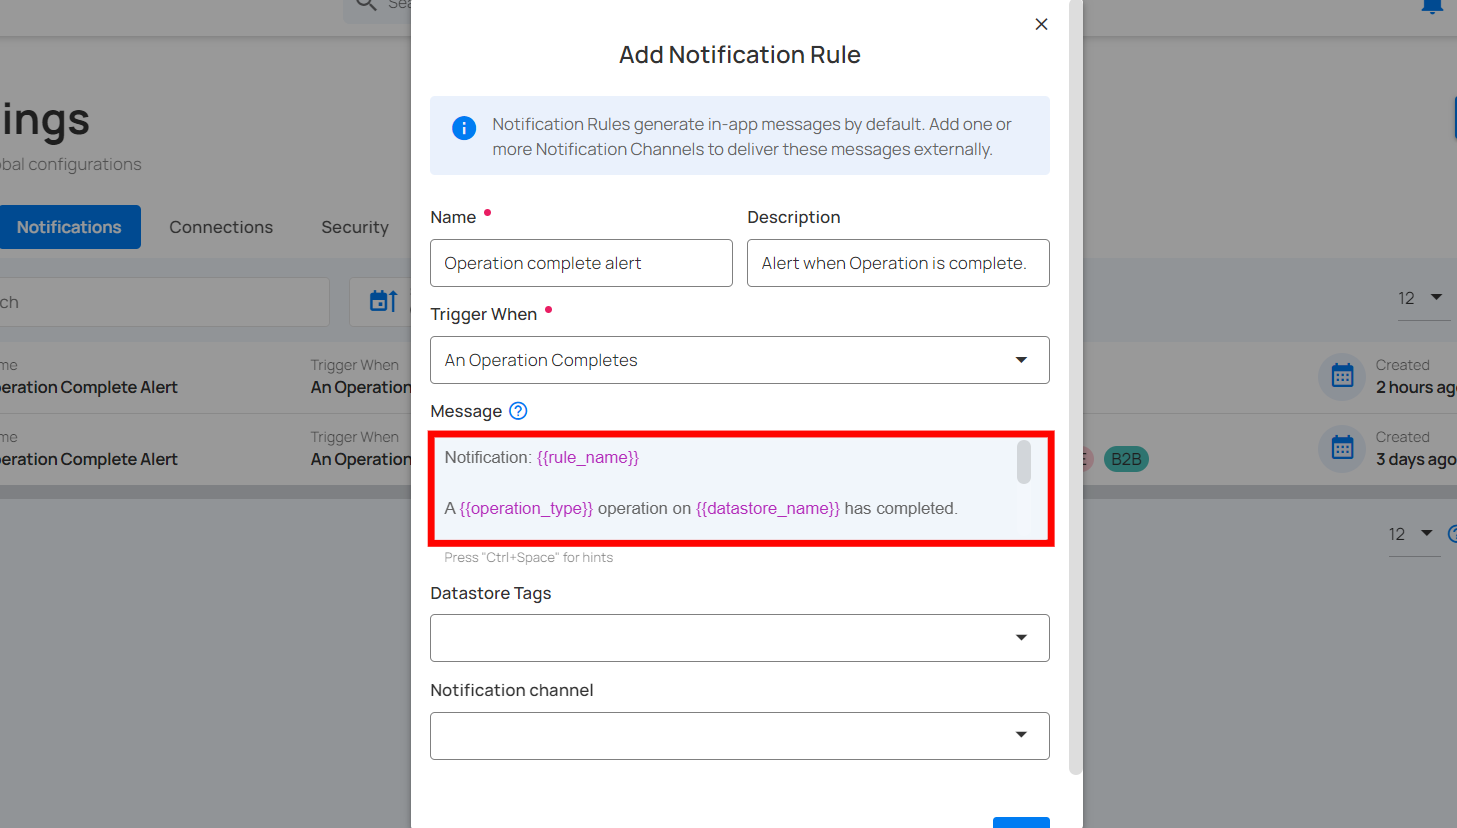 Add Notification Rule
Notification Rules generate in-app messages by default. Add one or
more Notification Channels to deliver these messages externally.
ings
bal configurations
Notifications
Connections
Security
Name
Description
Operation complete alert
Alert when Operation is complete.
ch
12
Trigger When
An Operation Completes
me
eration Complete Alert
Trigger When
An Operation
Created
2 hours ag
Message
me
eration Complete Alert
Trigger When
An Operation
E
B2B
Created
3 days ago
Notification: {{rule_name}}
A {{operation_type}} operation on {{datastore_name}} has completed.
12
Press "Ctrl+Space" for hints
Datastore Tags
Notification channel